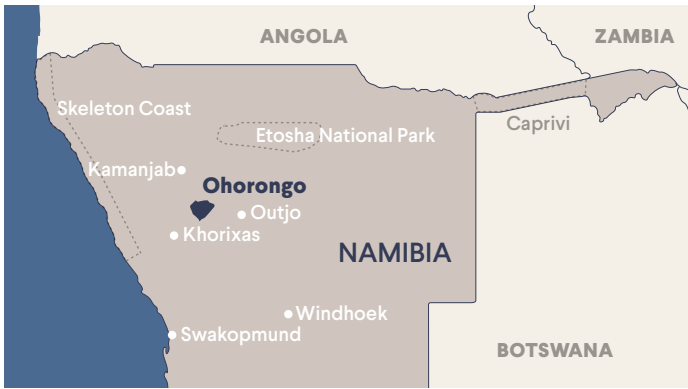 ANGOLA
ZAMBIA
Skeleton Coast
Etosha National Park
Caprivi
Kamanjab
Ohorongo
Outjo
Khorixas
NAMIBIA
Windhoek
Swakopmund
BOTSWANA